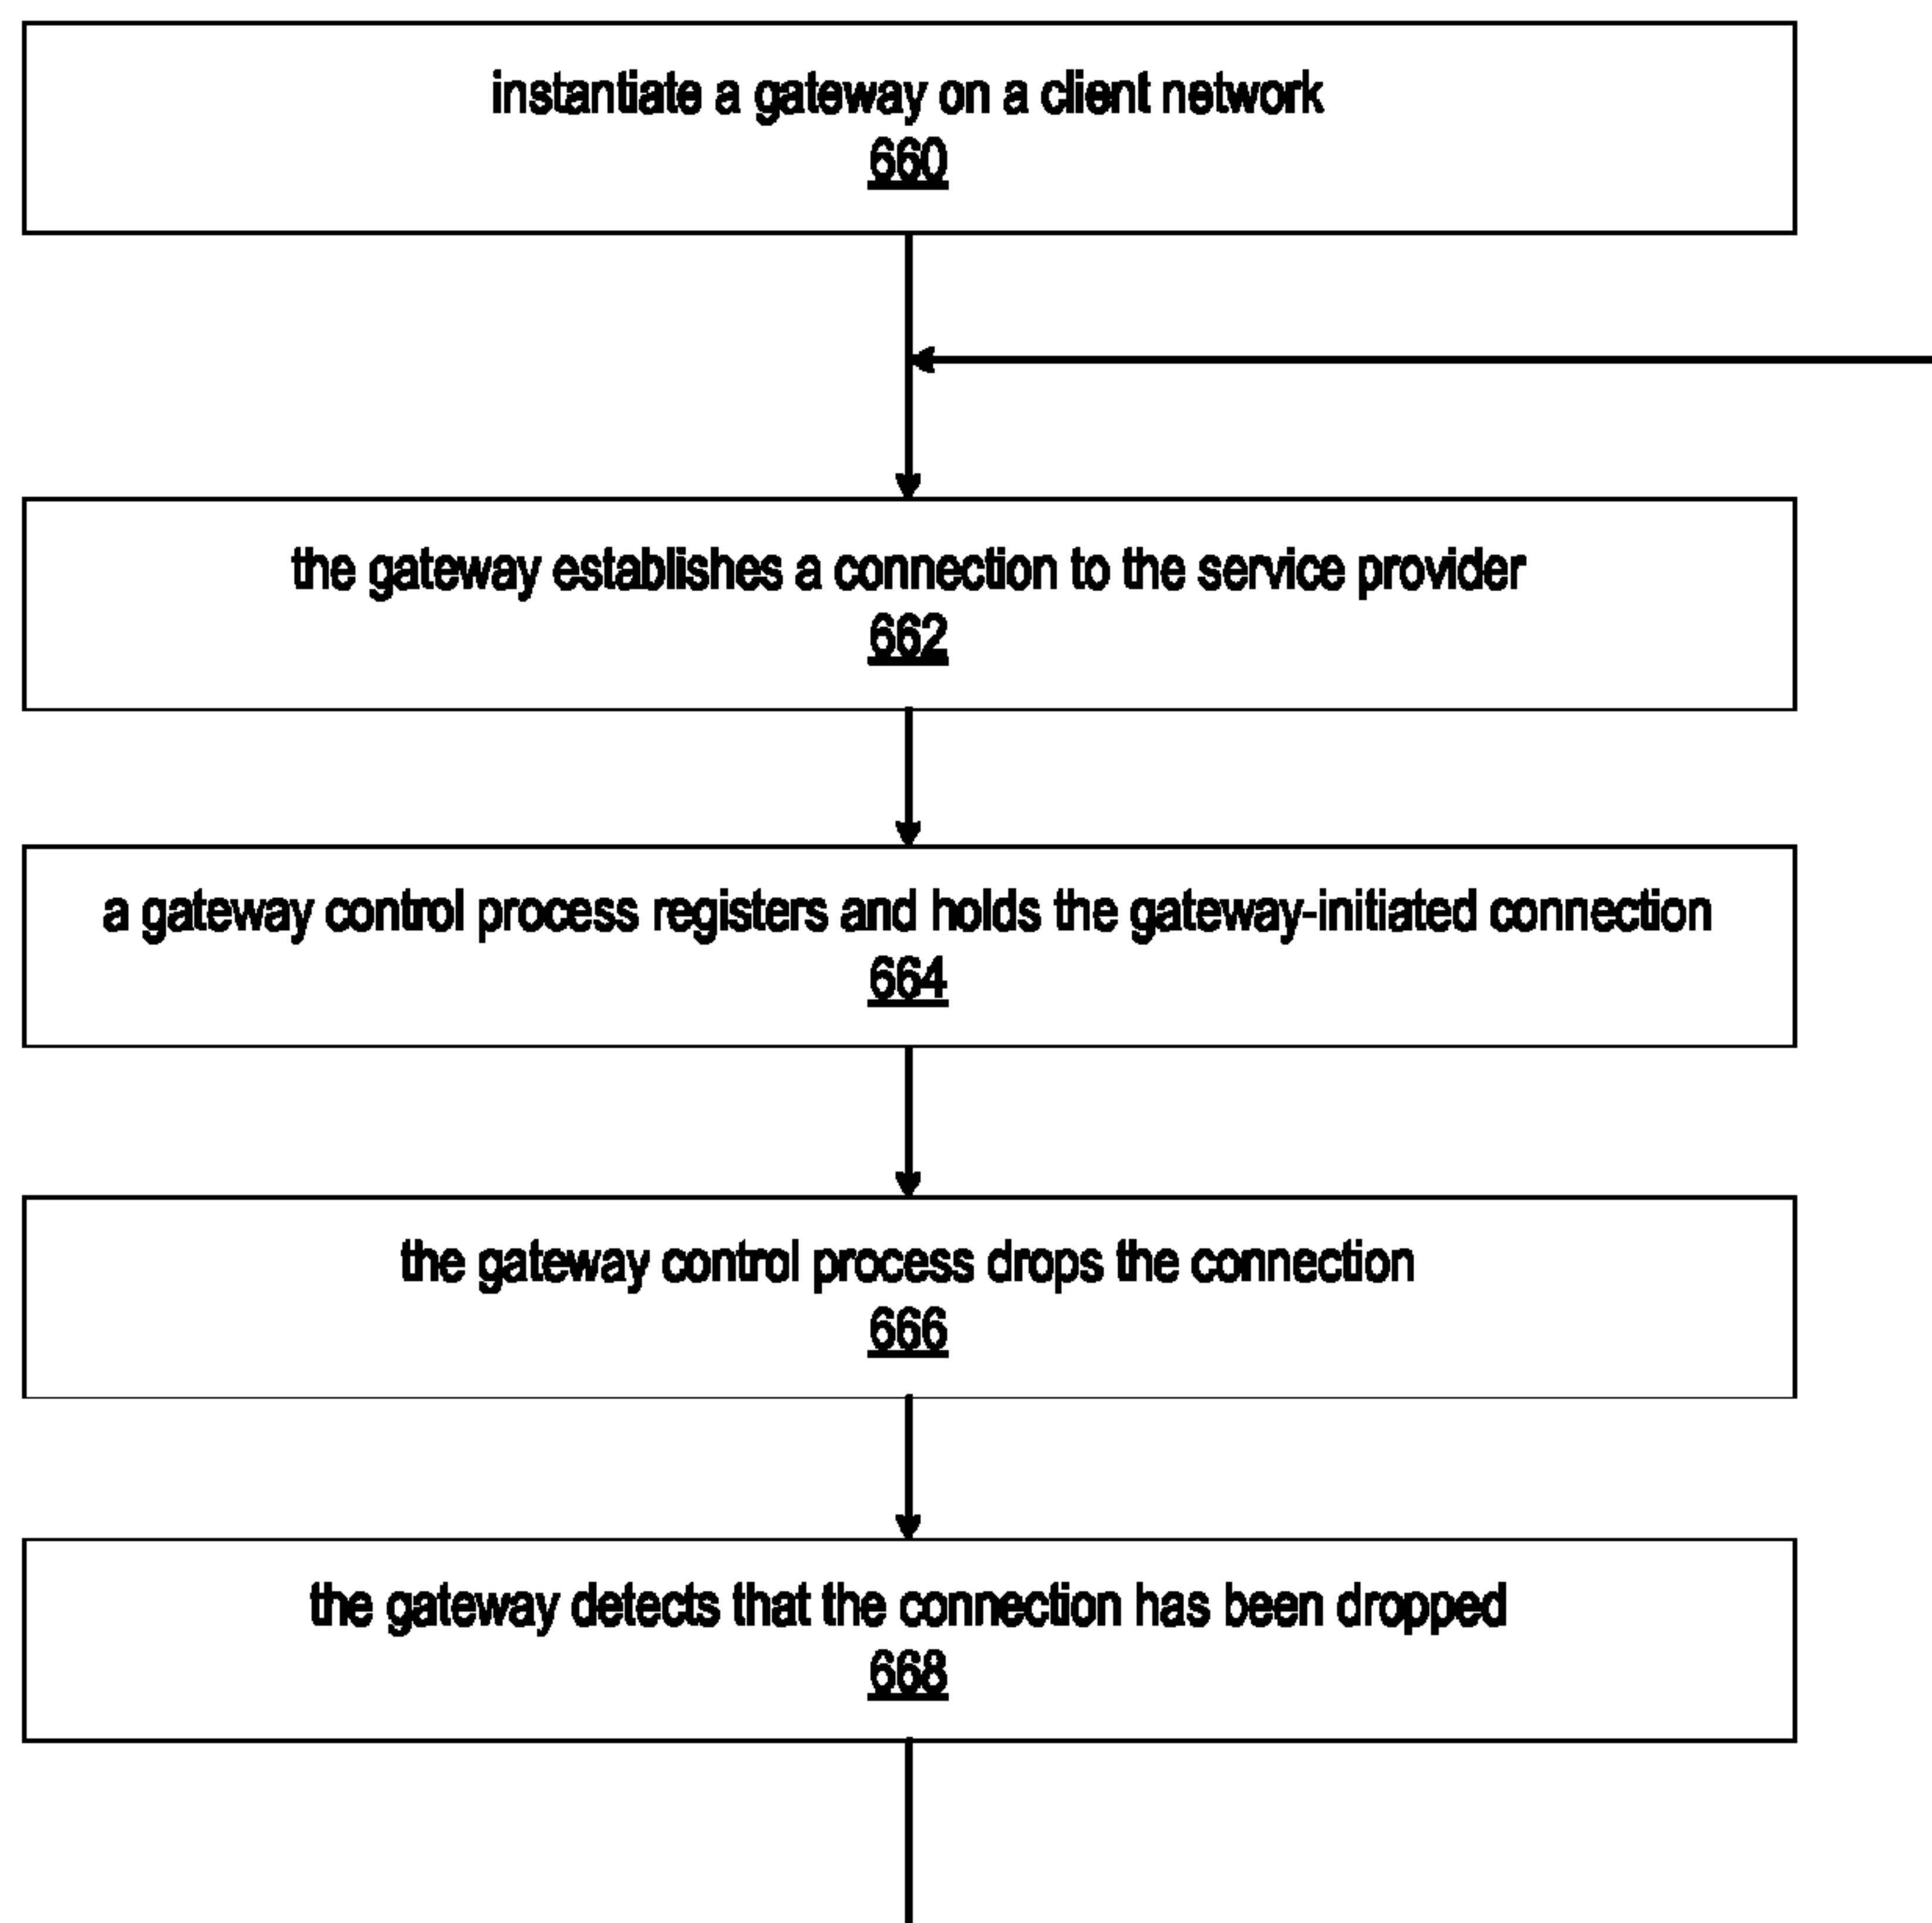 instantiate a gateway on a client network
660
the gateway establishes a connection to the service provider
662
a gateway control process registers and holds the gateway-initiated connection
664
the gateway control process drops the connection
666
the gateway detects that the connection has been dropped
668